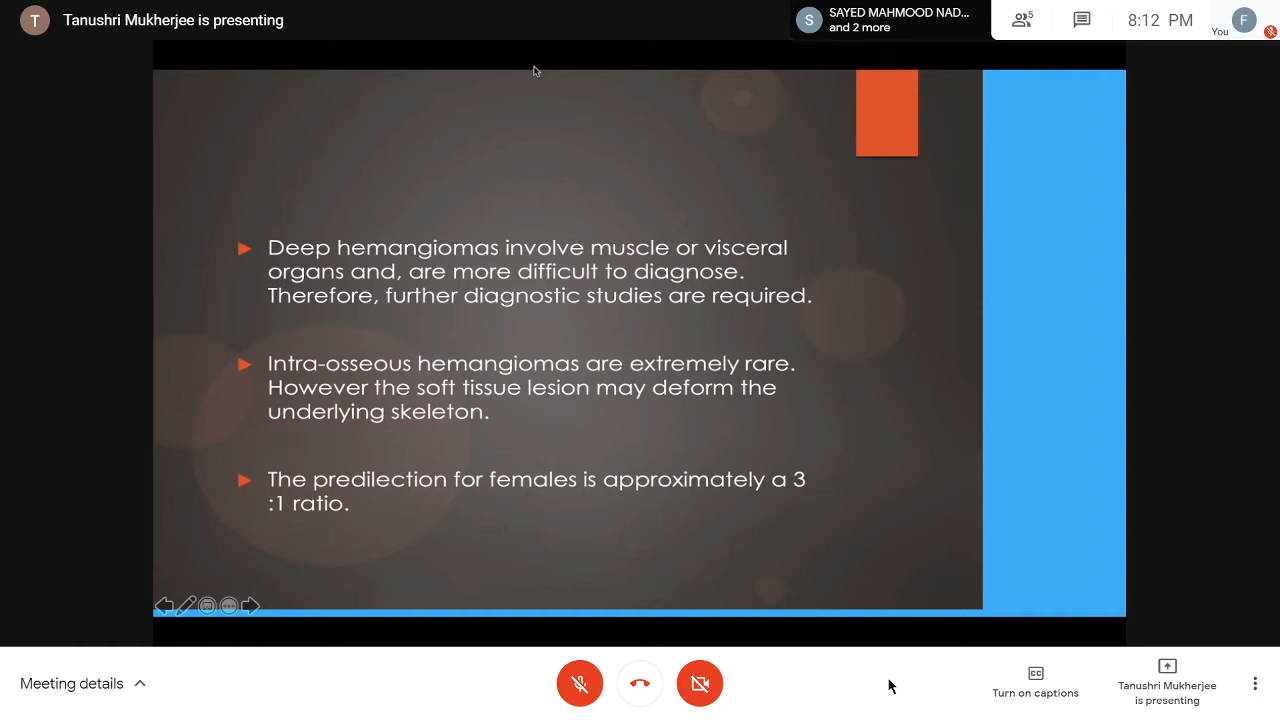 T
Tanushri Mukherjee is presenting
S
SAYED MAHMOOD NAD...
and 2 more
5
8:12 PM
You
F
Deep hemangiomas involve muscle or visceral
organs and, are more difficult to diagnose.
Therefore, further diagnostic studies are required.
Intra-osseous hemangiomas are extremely rare.
However the soft tissue lesion may deform the
underlying skeleton.
The predilection for females is approximately a 3
:1 ratio.
Meeting details
CC
Turn on captions
Tanushri Mukherjee
is presenting